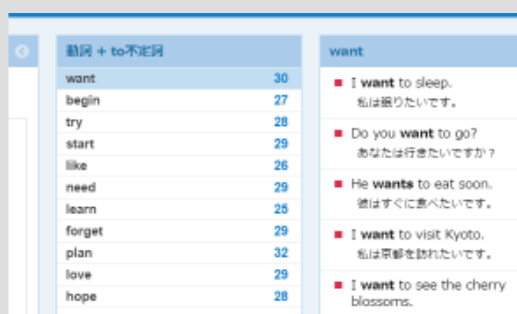 動詞 + to不定詞
want 30
begin 27
try 28
start 29
like 26
need 29
learn 25
forget 29
plan 32
love 29
hope 28
want
I want to sleep.
私は眠りたいです。
Do you want to go?
あなたは行きたいですか？
He wants to eat soon.
彼はすぐに食べたいです。
I want to visit Kyoto.
私は京都を訪れたいです。
I want to see the cherry
blossoms.